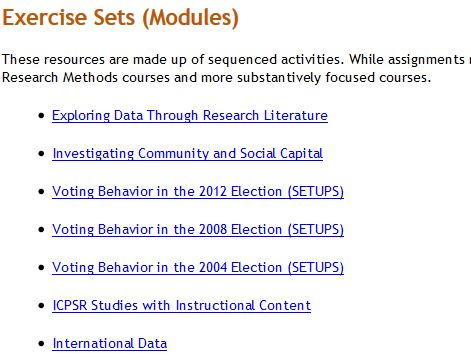 Exercise Sets (Modules)
These resources are made up of sequenced activities. While assignments
Research Methods courses and more substantively focused courses.
Exploring Data Through Research Literature
Investigating Community and Social Capital
Voting Behavior in the 2012 Election (SETUPS)
Voting Behavior in the 2008 Election (SETUPS)
Voting Behavior in the 2004 Election (SETUPS)
ICPSR Studies with Instructional Content
International Data